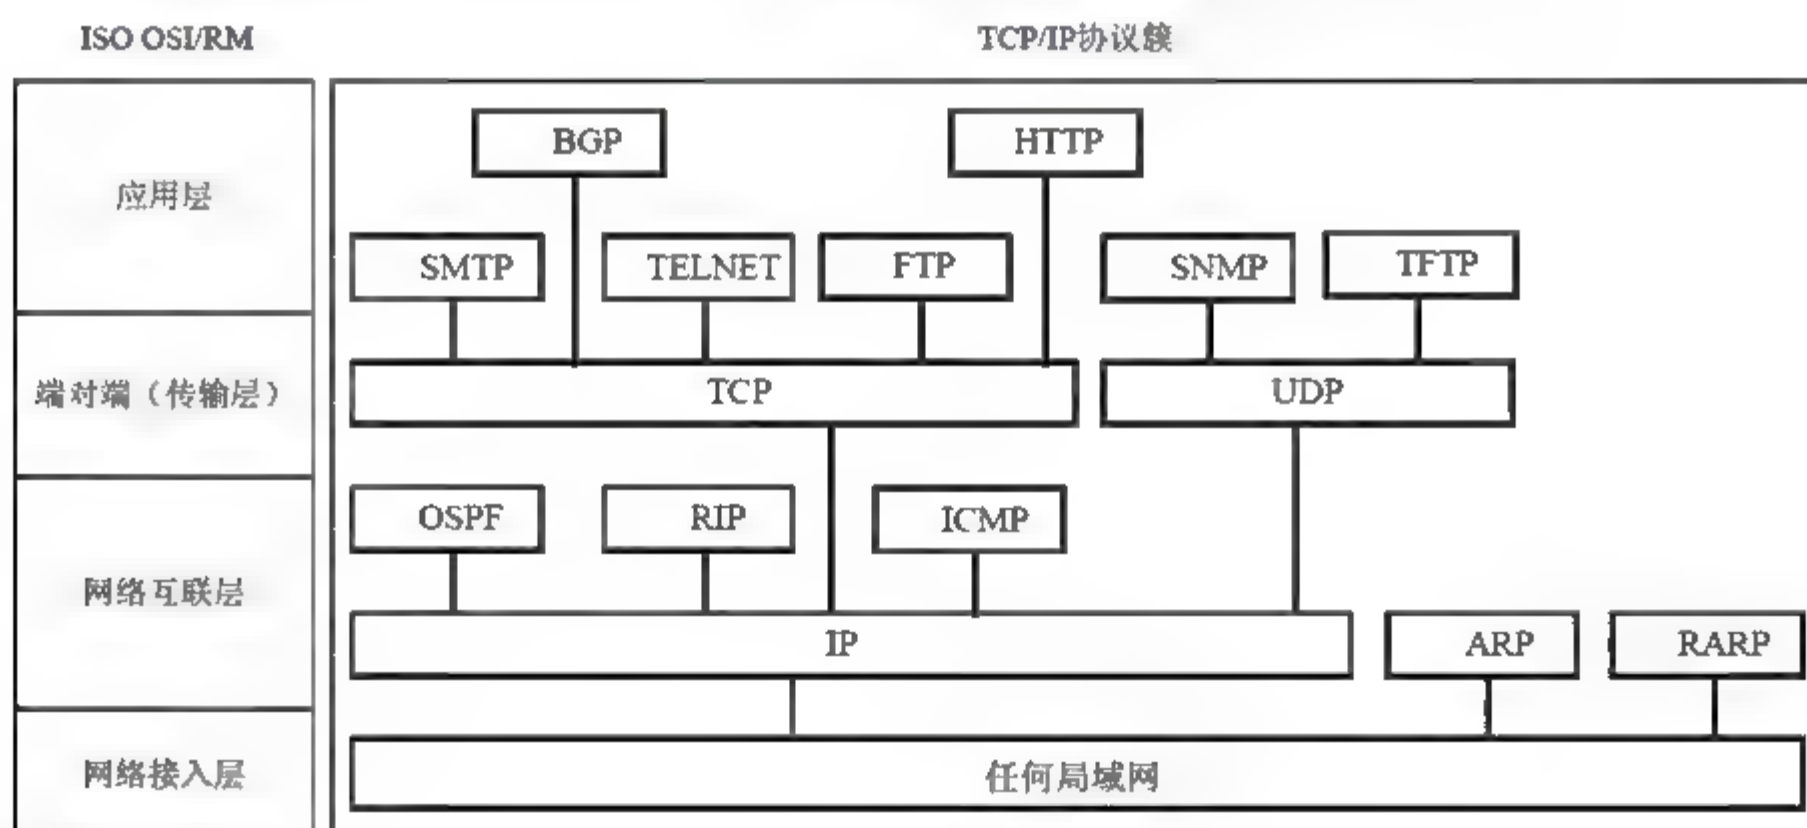 ISO OSI/RM
TCP/IP协议簇
BGP
HTTP
应用层
SMTP
TELNET
FTP
SNMP
TFTP
端对端（传输层）
TCP
UDP
OSPF
RIP
ICMP
网络互联层
IP
ARP
RARP
网络接入层
任何局域网